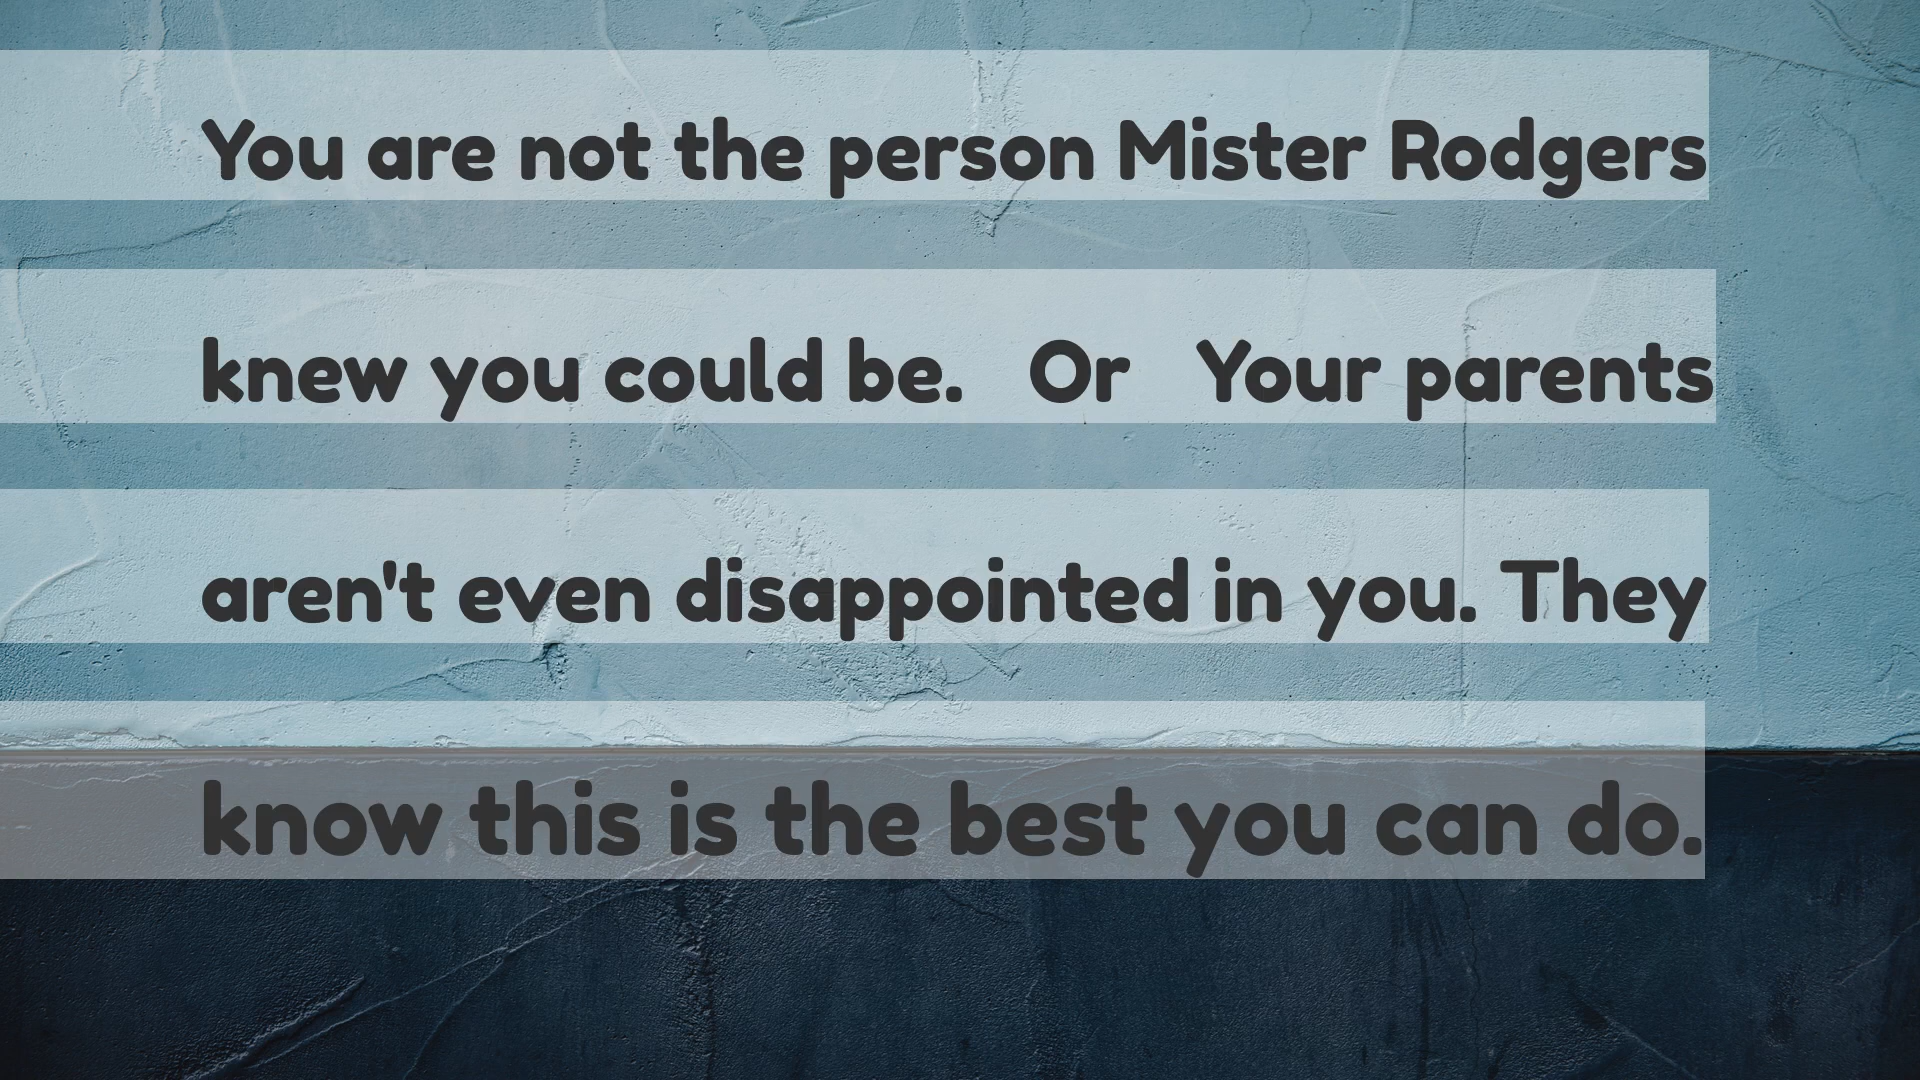 You are not the person Mister Rodgers
knew you could be.   Or   Your parents
aren't even disappointed in you. They
know this is the best you can do.